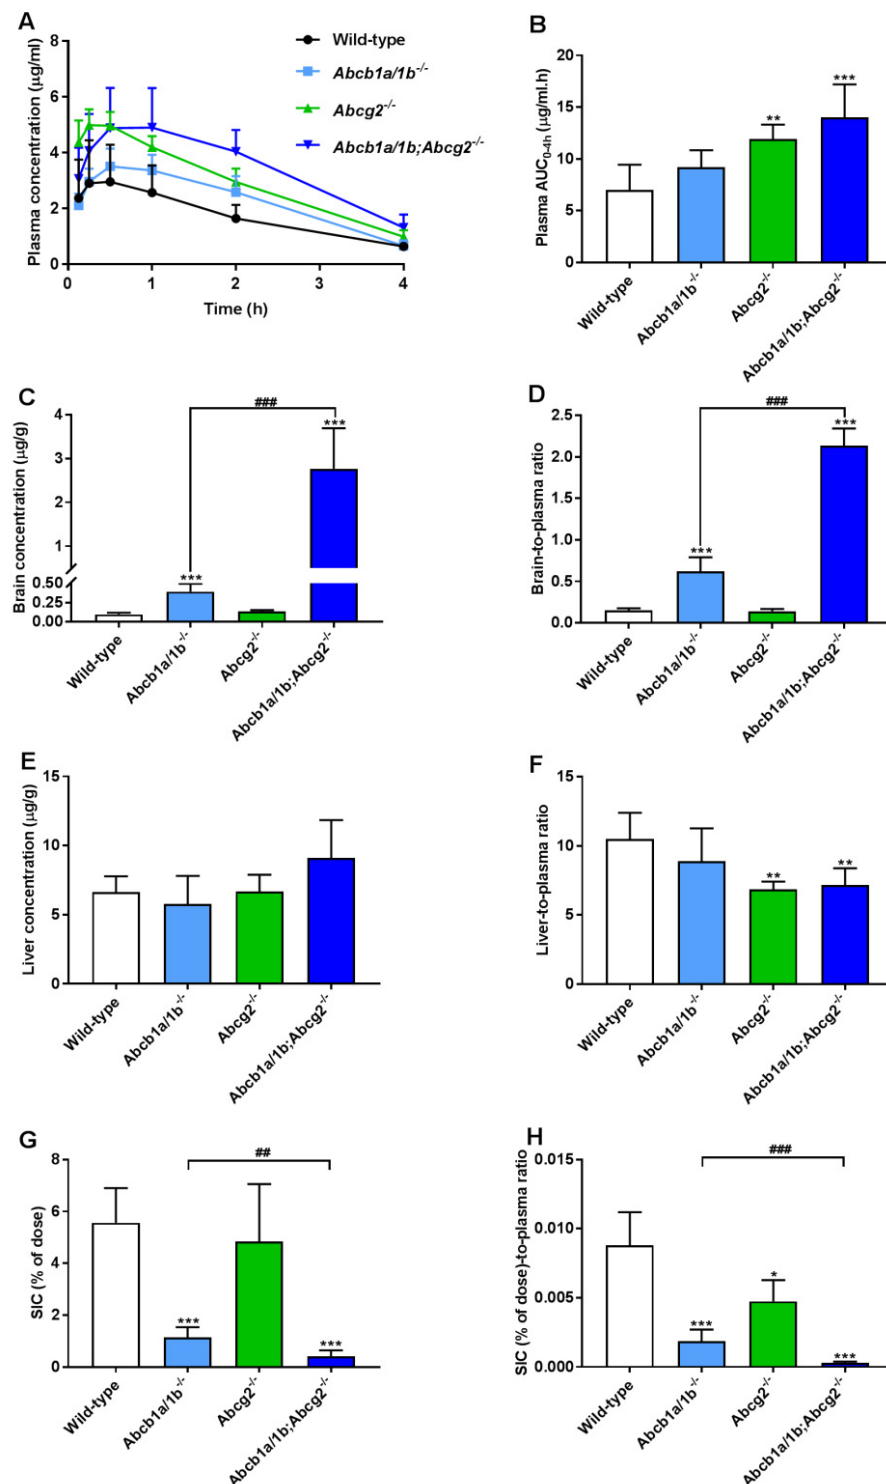 A
Plasma concentration (µg/ml)
8
6
4
2
0
0
1
2
3
4
Time (h)
Wild-type
Abcb1a/1b-/-
Abcg2-/-
Abcb1a/1b;Abcg2-/-
B
Plasma AUC0-4h (µg/ml.h)
20
15
10
5
0
**
***
Wild-type
Abcb1a/1b-/-
Abcg2-/-
Abcb1a/1b;Abcg2-/-
C
Brain concentration (µg/g)
4
3
2
1
0.50
0.25
0.00
###
***
***
Wild-type
Abcb1a/1b-/-
Abcg2-/-
Abcb1a/1b;Abcg2-/-
D
Brain-to-plasma ratio
2.5
2.0
1.5
1.0
0.5
0.0
###
***
***
Wild-type
Abcb1a/1b-/-
Abcg2-/-
Abcb1a/1b;Abcg2-/-
E
Liver concentration (µg/g)
15
10
5
0
Wild-type
Abcb1a/1b-/-
Abcg2-/-
Abcb1a/1b;Abcg2-/-
F
Liver-to-plasma ratio
15
10
5
0
**
**
Wild-type
Abcb1a/1b-/-
Abcg2-/-
Abcb1a/1b;Abcg2-/-
G
SIC (% of dose)
8
6
4
2
0
##
***
***
Wild-type
Abcb1a/1b-/-
Abcg2-/-
Abcb1a/1b;Abcg2-/-
H
SIC (% of dose)-to-plasma ratio
0.015
0.010
0.005
0.000
###
***
*
***
Wild-type
Abcb1a/1b-/-
Abcg2-/-
Abcb1a/1b;Abcg2-/-